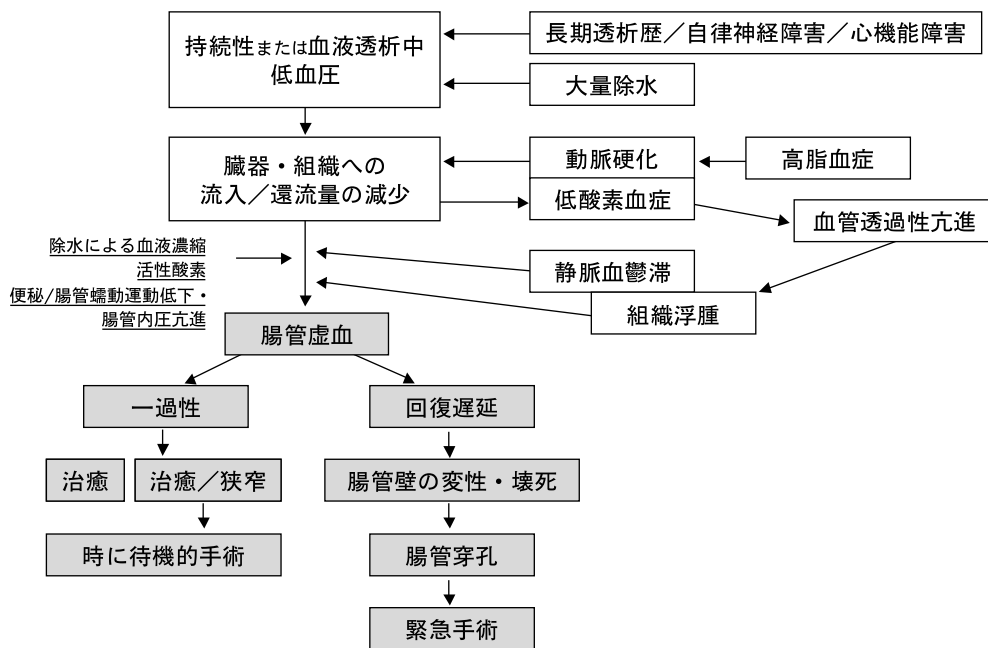 持続性または血液透析中
低血圧
長期透析歴／自律神経障害／心機能障害
大量除水
臓器・組織への
流入／還流量の減少
動脈硬化
高脂血症
低酸素血症
血管透過性亢進
除水による血液濃縮
活性酸素
便秘/腸管蠕動運動低下・
腸管内圧亢進
静脈血鬱滞
組織浮腫
腸管虚血
一過性
回復遅延
治癒
治癒／狭窄
腸管壁の変性・壊死
時に待機的手術
腸管穿孔
緊急手術